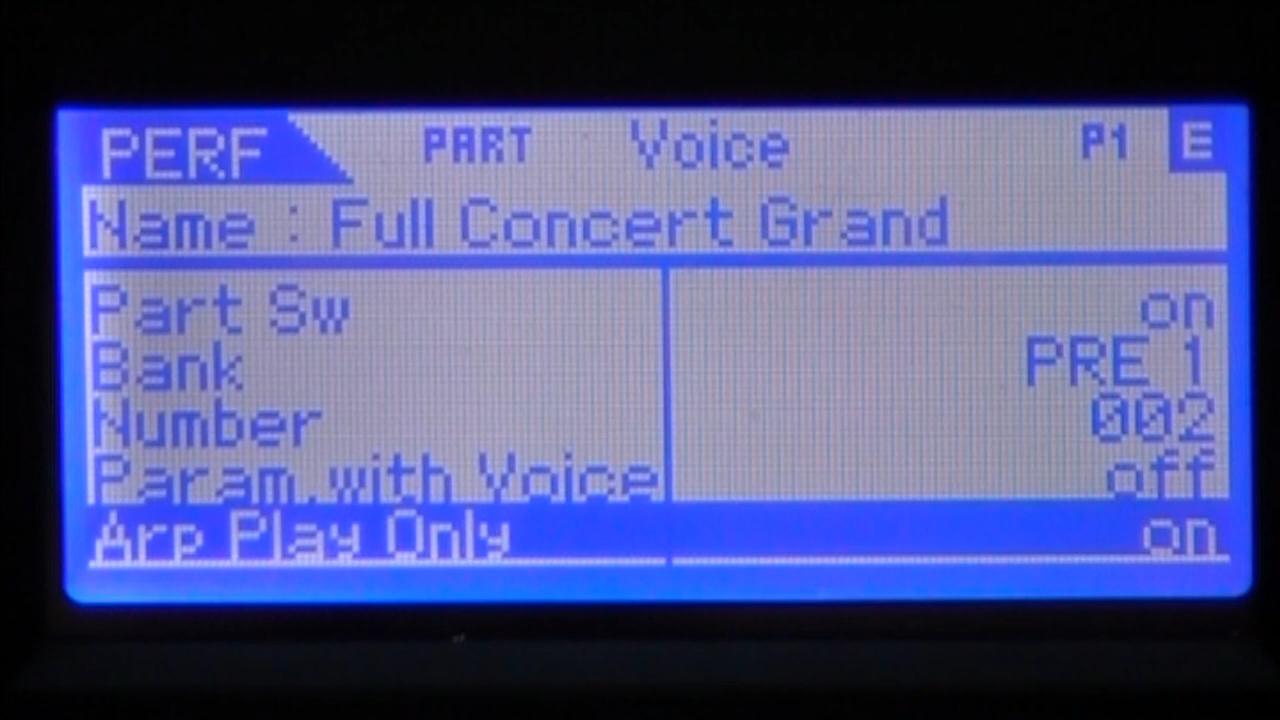 PERF PART Voice P1 E
Name : Full Concert Grand
Part Sw on
Bank PRE 1
Number 002
Param.with Voice off
Arp Play Only on